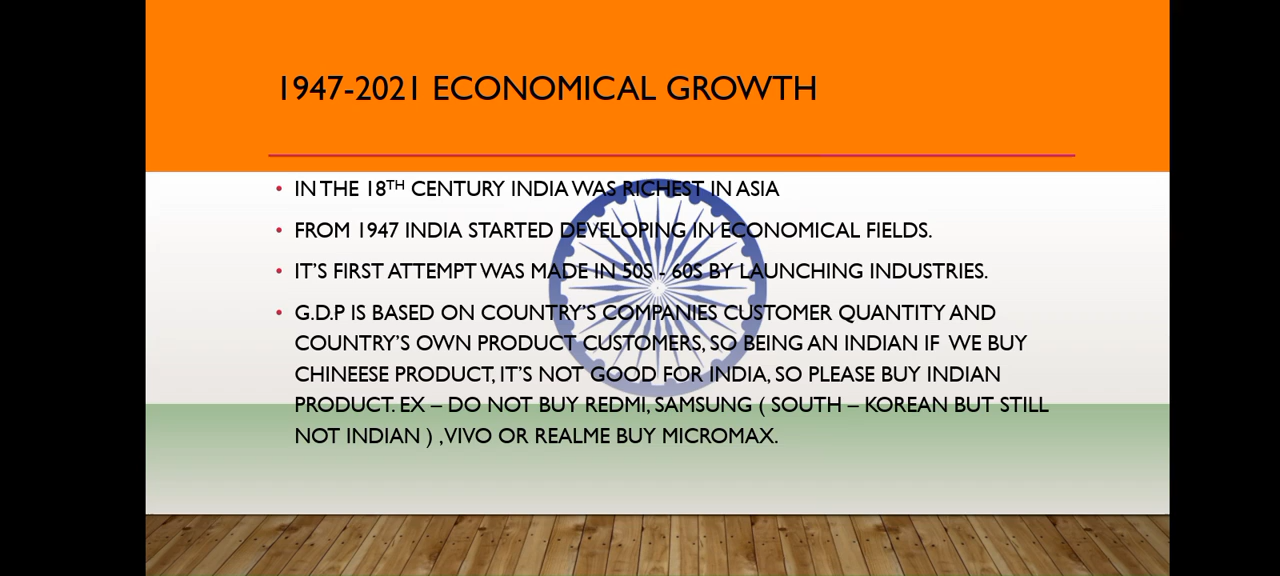 1947-2021 ECONOMICAL GROWTH
• IN THE 18TH CENTURY INDIA WAS RICHEST IN ASIA
• FROM 1947 INDIA STARTED DEVELOPING IN ECONOMICAL FIELDS.
• IT'S FIRST ATTEMPT WAS MADE IN 50S - 60S BY LAUNCHING INDUSTRIES.
• G.D.P IS BASED ON COUNTRY'S COMPANIES CUSTOMER QUANTITY AND
COUNTRY'S OWN PRODUCT CUSTOMERS, SO BEING AN INDIAN IF WE BUY
CHINEESE PRODUCT, IT'S NOT GOOD FOR INDIA, SO PLEASE BUY INDIAN
PRODUCT. EX – DO NOT BUY REDMI, SAMSUNG ( SOUTH – KOREAN BUT STILL
NOT INDIAN ) , VIVO OR REALME BUY MICROMAX.